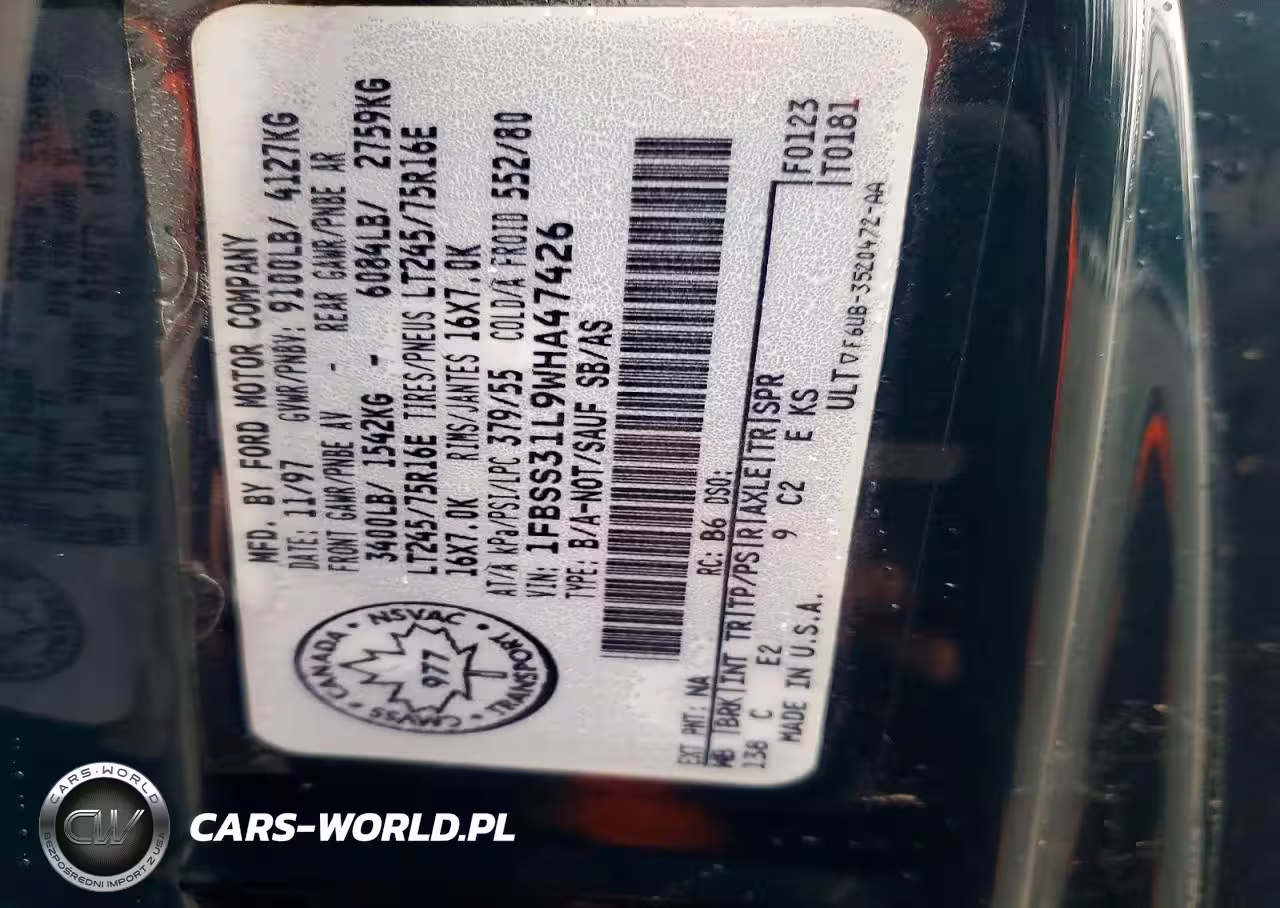 MFD. BY FORD MOTOR COMPANY
DATE: 11/97 GVWR/PNBV: 9100LB/ 4127KG
FRONT GAWR/PNBE AV - REAR GAWR/PNBE AR
3400LB/ 1542KG - 6084LB/ 2759KG
LT245/75R16E TIRES/PNEUS LT245/75R16E
16X7.0K RIMS/JANTES 16X7.0K
AT/A kPa/PSI/LPC 379/55 COLD/A FROID 552/80
VIN: 1FBSS31L9WHA47426
TYPE: B/A-NOT/SAUF SB/AS
CANADA • NSVAC • TRANSPORT • CMVSS
977
F0123
T0181
EXT PNT: NA RC: B6 DSO:
WB |BRK|INT TR|TP/PS|R|AXLE|TR|SPR
138 C E2 9 C2 E KS
MADE IN U.S.A.
ULT F6UB-3520472-AA
CARS-WORLD
CW
BEZPOŚREDNI IMPORT Z USA
CARS-WORLD.PL